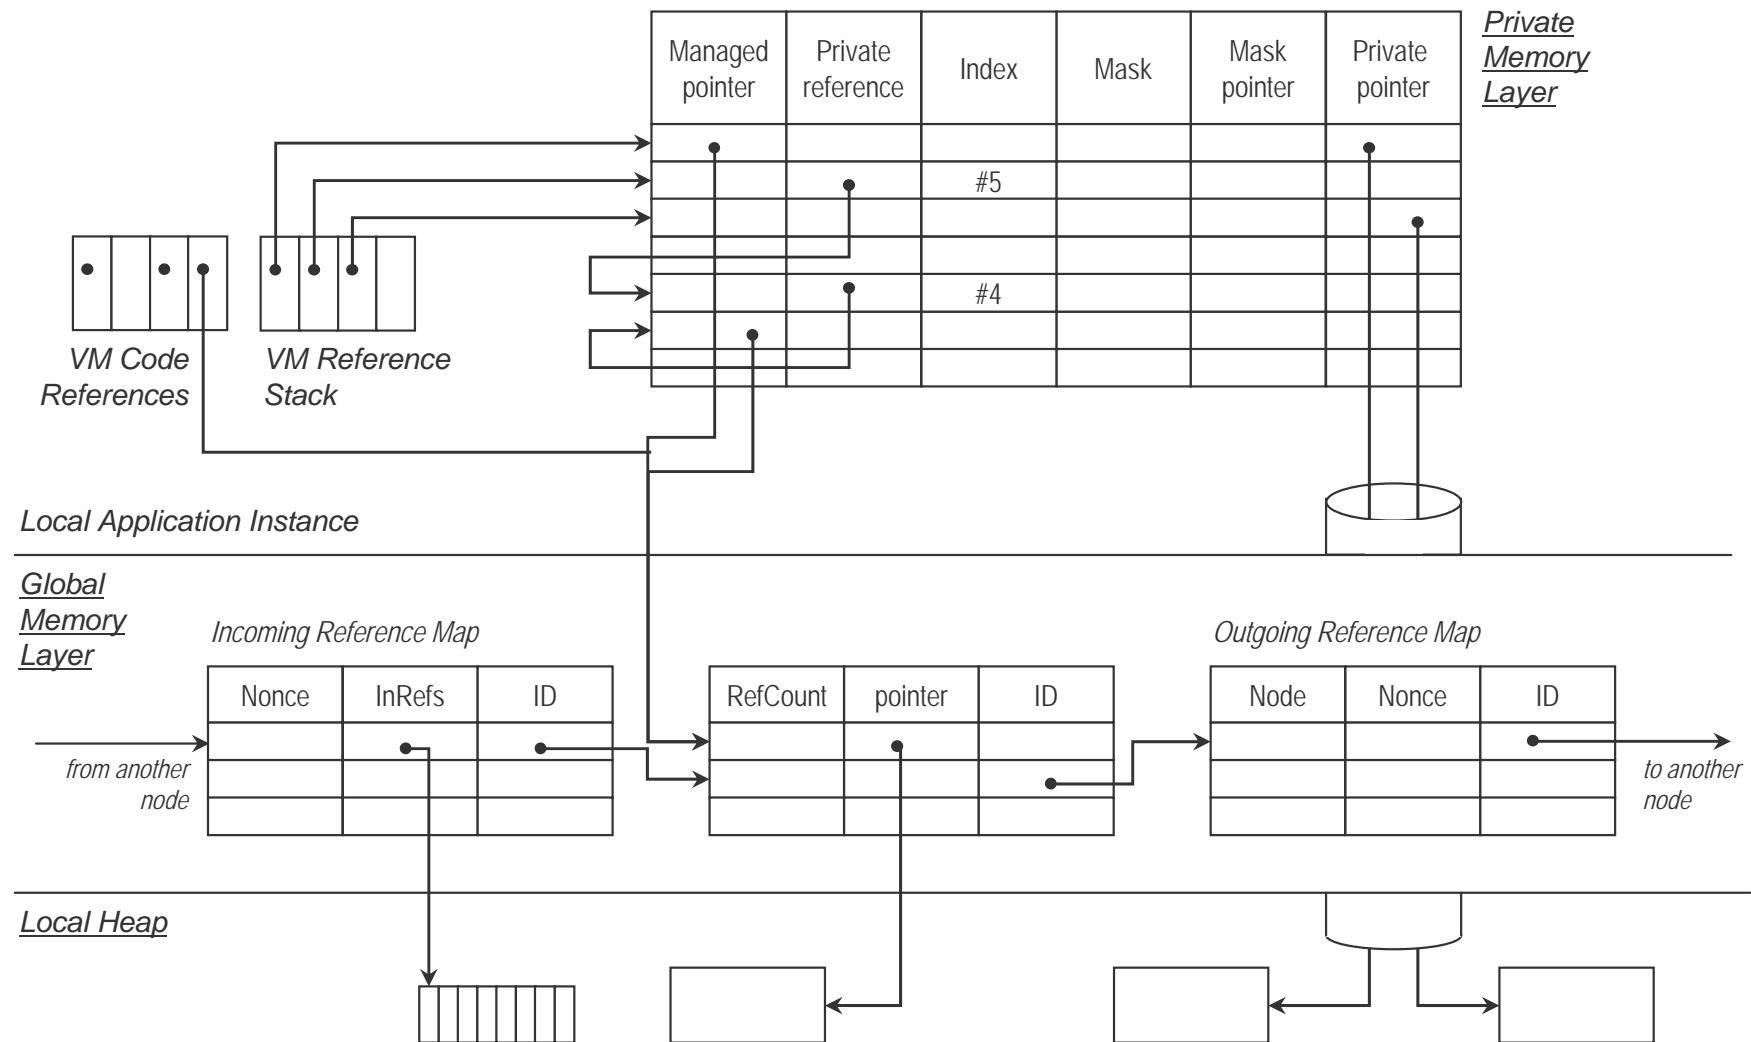 Managed pointer
Private reference
Index
Mask
Mask pointer
Private pointer
Private
Memory
Layer
#5
#4
VM Code
References
VM Reference
Stack
Local Application Instance
Global
Memory
Layer
Incoming Reference Map
Outgoing Reference Map
Nonce InRefs ID
RefCount pointer ID
Node Nonce ID
from another
node
to another
node
Local Heap